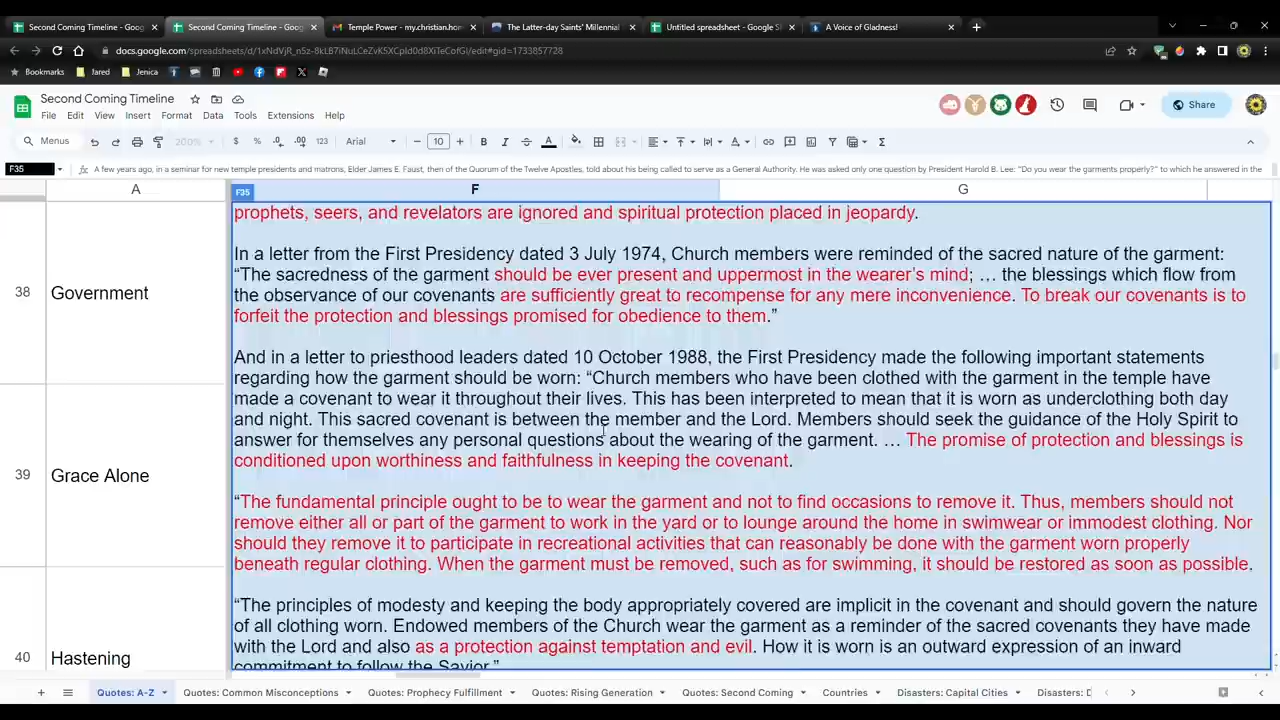 Second Coming Timeline - Goog
Second Coming Timeline - Goog
Temple Power - my.christian.hom
The Latter-day Saints' Millennial
Untitled spreadsheet - Google Sh
A Voice of Gladness!
Bookmarks
Jared
Jenica
Second Coming Timeline
File Edit View Insert Format Data Tools Extensions Help
Share
Menus
200%
$ % .0 .00 123
Arial
10
F35
A few years ago, in a seminar for new temple presidents and matrons, Elder James E. Faust, then of the Quorum of the Twelve Apostles, told about his being called to serve as a General Authority. He was asked only one question by President Harold B. Lee: "Do you wear the garments properly?" to which he answered in the
A F G
F35
prophets, seers, and revelators are ignored and spiritual protection placed in jeopardy.
In a letter from the First Presidency dated 3 July 1974, Church members were reminded of the sacred nature of the garment:
“The sacredness of the garment should be ever present and uppermost in the wearer’s mind; … the blessings which flow from
38 Government
the observance of our covenants are sufficiently great to recompense for any mere inconvenience. To break our covenants is to
forfeit the protection and blessings promised for obedience to them.”
And in a letter to priesthood leaders dated 10 October 1988, the First Presidency made the following important statements
regarding how the garment should be worn: “Church members who have been clothed with the garment in the temple have
made a covenant to wear it throughout their lives. This has been interpreted to mean that it is worn as underclothing both day
and night. This sacred covenant is between the member and the Lord. Members should seek the guidance of the Holy Spirit to
answer for themselves any personal questions about the wearing of the garment. … The promise of protection and blessings is
conditioned upon worthiness and faithfulness in keeping the covenant.
39 Grace Alone
“The fundamental principle ought to be to wear the garment and not to find occasions to remove it. Thus, members should not
remove either all or part of the garment to work in the yard or to lounge around the home in swimwear or immodest clothing. Nor
should they remove it to participate in recreational activities that can reasonably be done with the garment worn properly
beneath regular clothing. When the garment must be removed, such as for swimming, it should be restored as soon as possible.
“The principles of modesty and keeping the body appropriately covered are implicit in the covenant and should govern the nature
of all clothing worn. Endowed members of the Church wear the garment as a reminder of the sacred covenants they have made
with the Lord and also as a protection against temptation and evil. How it is worn is an outward expression of an inward
40 Hastening
commitment to follow the Savior.”
Quotes: A-Z
Quotes: Common Misconceptions
Quotes: Prophecy Fulfillment
Quotes: Rising Generation
Quotes: Second Coming
Countries
Disasters: Capital Cities
Disasters: D